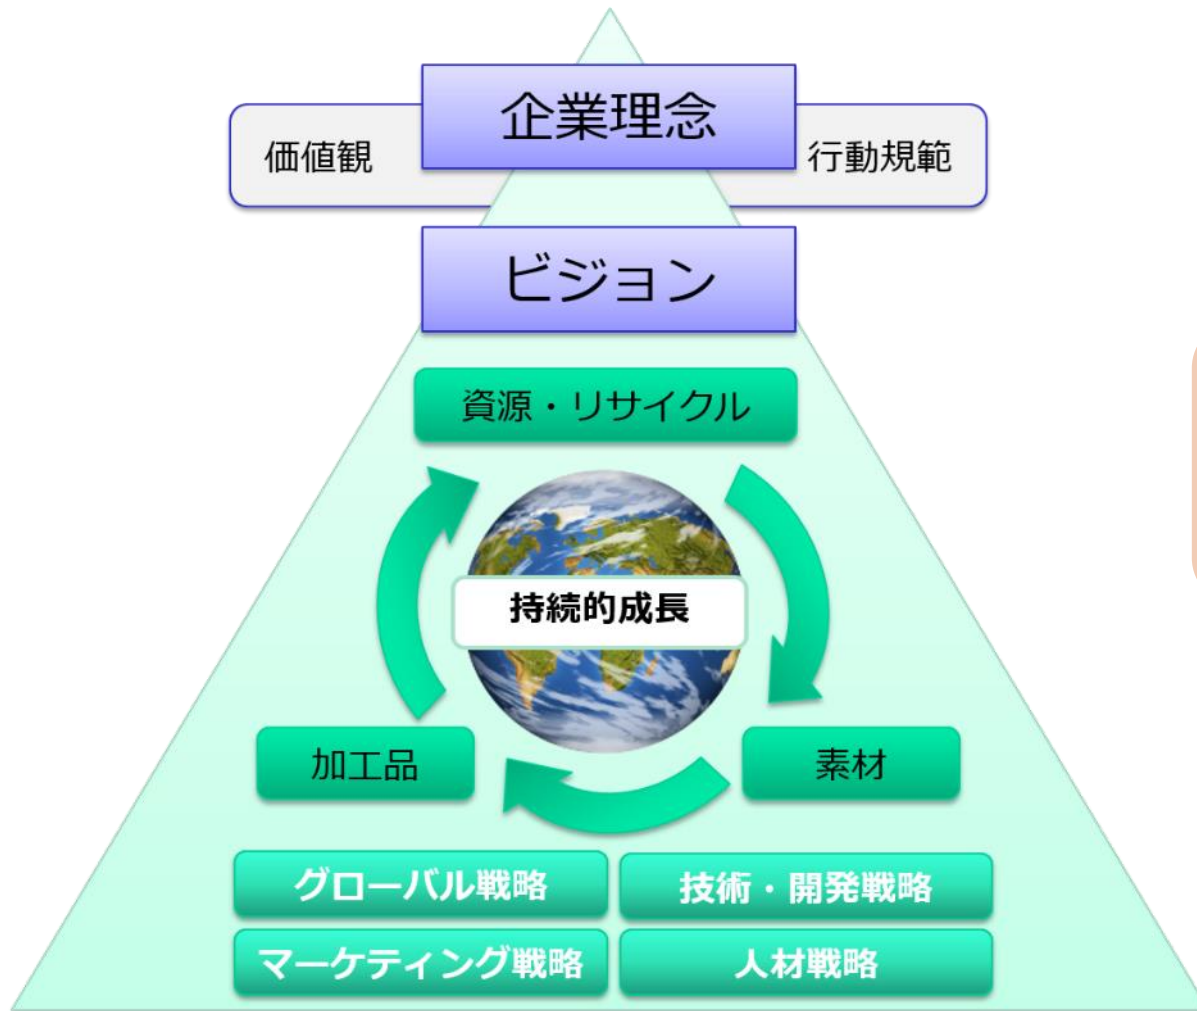 企業理念
価値観
行動規範
ビジョン
資源・リサイクル
持続的成長
加工品
素材
グローバル戦略
技術・開発戦略
マーケティング戦略
人材戦略